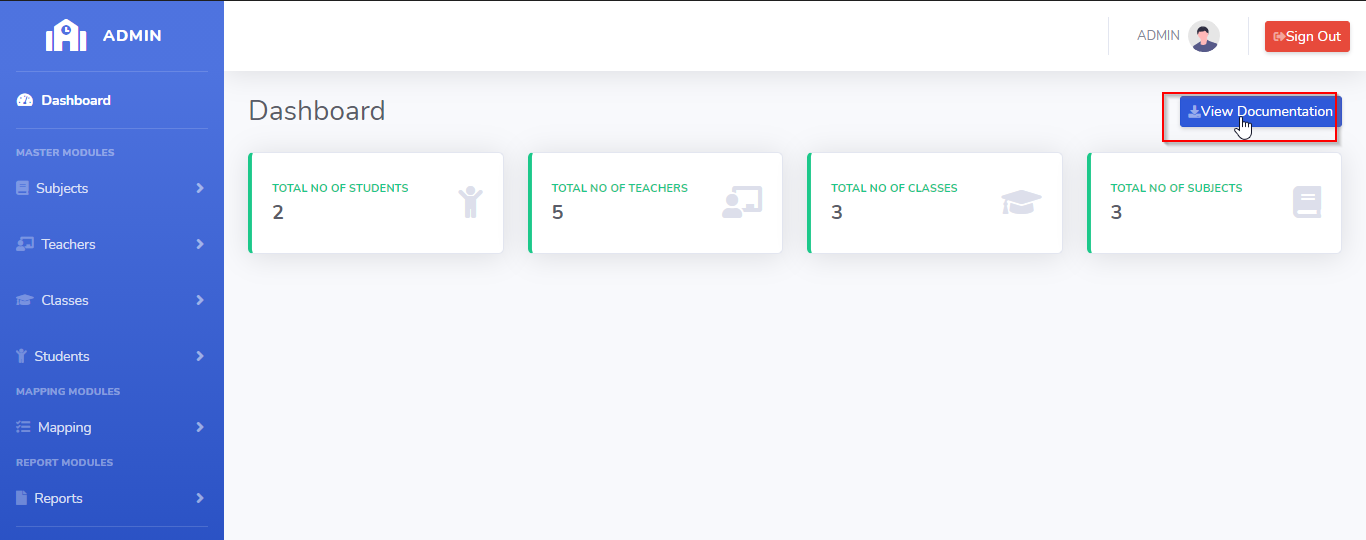 ADMIN
Dashboard
MASTER MODULES
Subjects
Teachers
Classes
Students
MAPPING MODULES
Mapping
REPORT MODULES
Reports
ADMIN
Sign Out
Dashboard
View Documentation
TOTAL NO OF STUDENTS
2
TOTAL NO OF TEACHERS
5
TOTAL NO OF CLASSES
3
TOTAL NO OF SUBJECTS
3